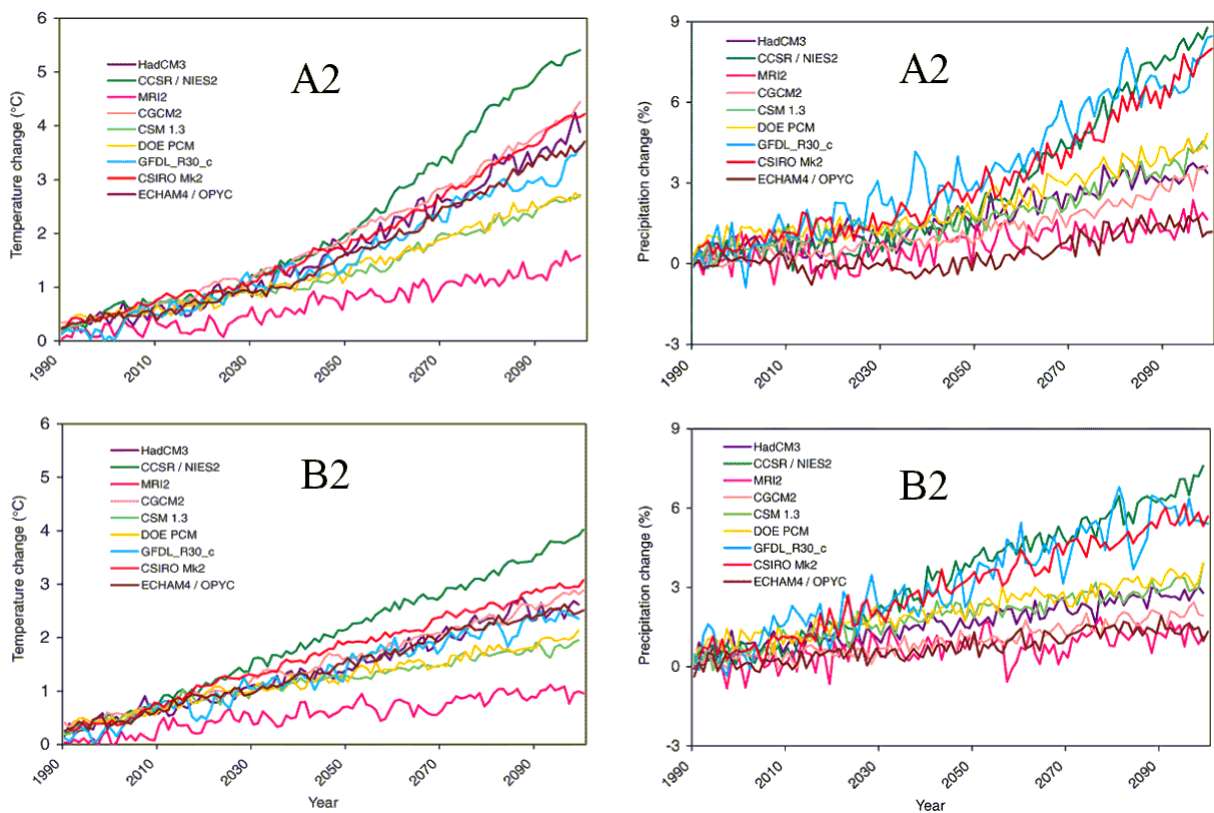 6
5
4
3
2
1
0
Temperature change (°C)
A2
HadCM3
CCSR / NIES2
MRI2
CGCM2
CSM 1.3
DOE PCM
GFDL_R30_c
CSIRO Mk2
ECHAM4 / OPYC
1990
2010
2030
2050
2070
2090
9
6
3
0
-3
Precipitation change (%)
A2
HadCM3
CCSR / NIES2
MRI2
CGCM2
CSM 1.3
DOE PCM
GFDL_R30_c
CSIRO Mk2
ECHAM4 / OPYC
1990
2010
2030
2050
2070
2090
6
5
4
3
2
1
0
Temperature change (°C)
B2
HadCM3
CCSR / NIES2
MRI2
CGCM2
CSM 1.3
DOE PCM
GFDL_R30_c
CSIRO Mk2
ECHAM4 / OPYC
1990
2010
2030
2050
2070
2090
Year
9
6
3
0
-3
Precipitation change (%)
B2
HadCM3
CCSR / NIES2
MRI2
CGCM2
CSM 1.3
DOE PCM
GFDL_R30_c
CSIRO Mk2
ECHAM4 / OPYC
1990
2010
2030
2050
2070
2090
Year